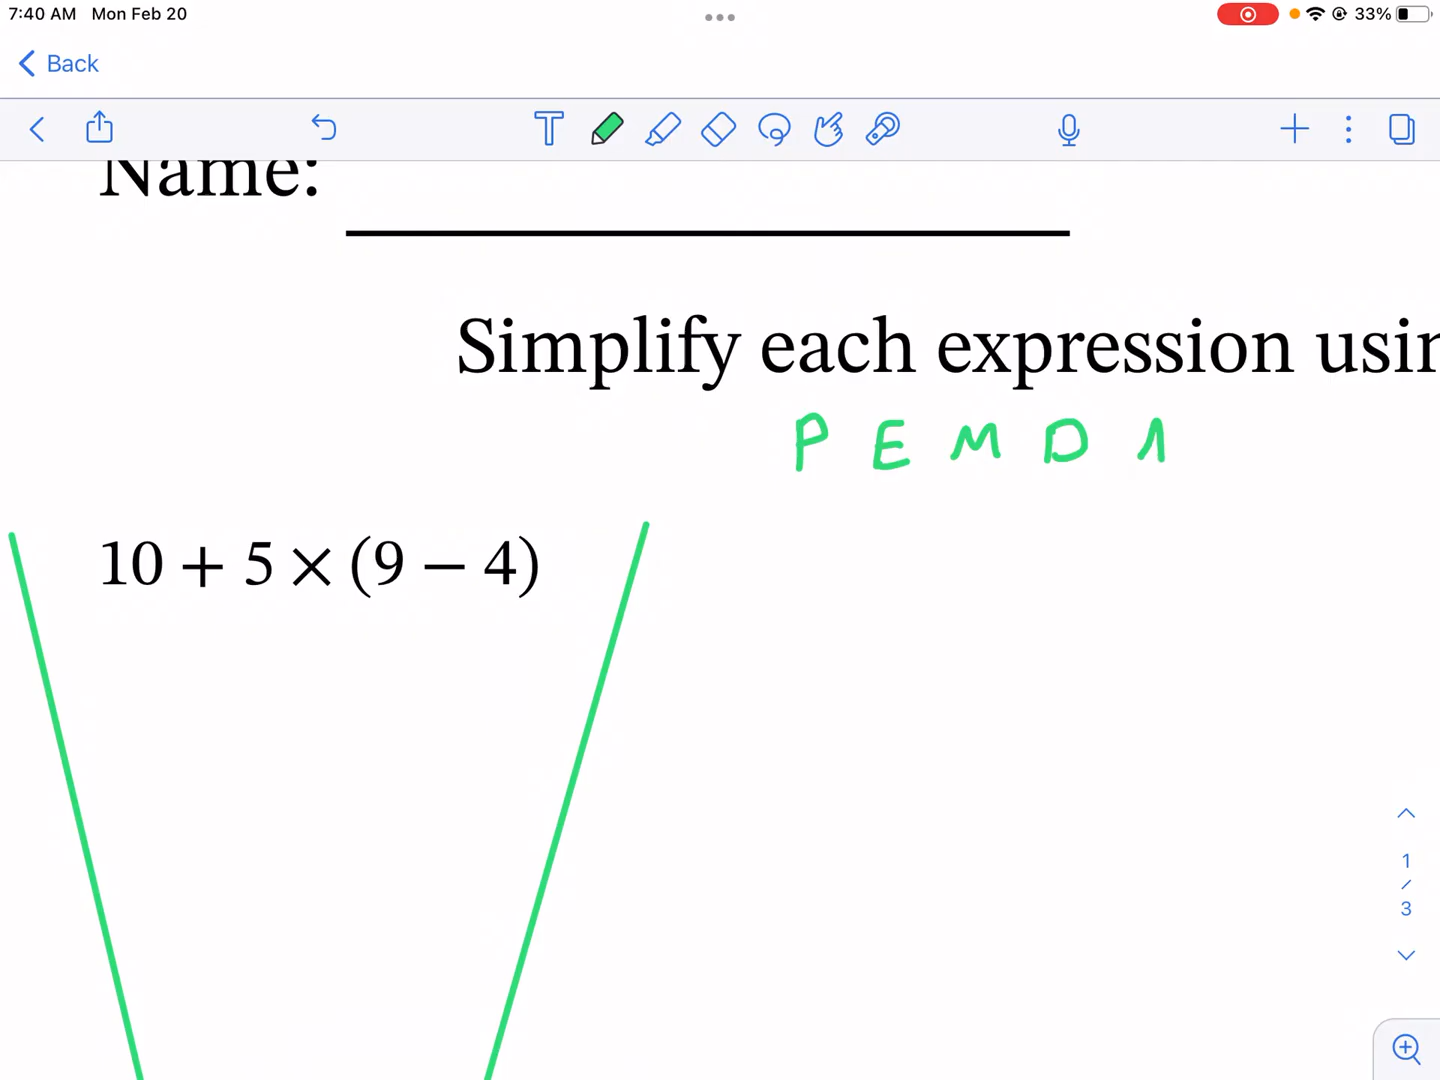 7:40 AM Mon Feb 20 33%
Back
T
Name:
Simplify each expression usin
P E M D A
10 + 5 × (9 − 4)
1
/
3